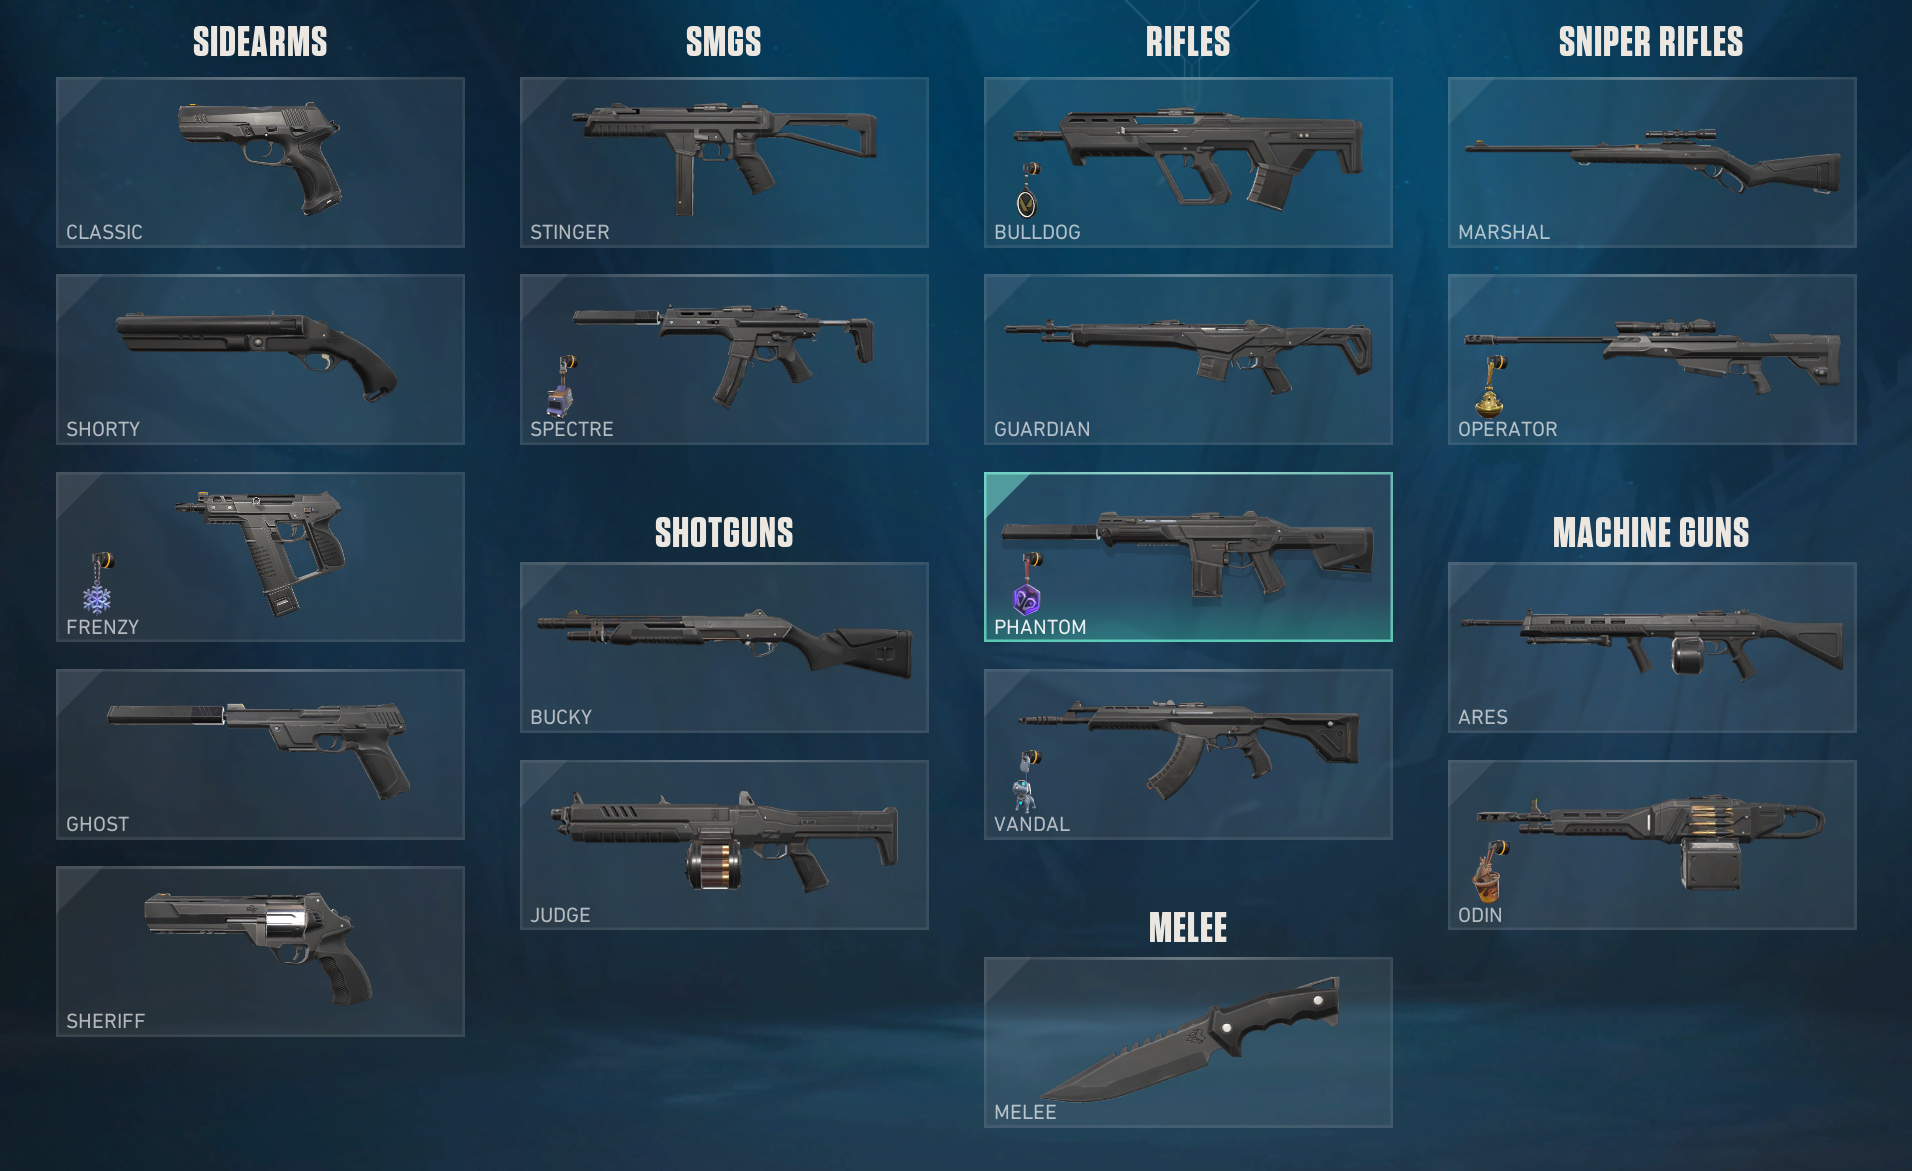 SIDEARMS
CLASSIC
SHORTY
FRENZY
GHOST
SHERIFF
SMGS
STINGER
SPECTRE
SHOTGUNS
BUCKY
JUDGE
RIFLES
BULLDOG
GUARDIAN
PHANTOM
VANDAL
MELEE
MELEE
SNIPER RIFLES
MARSHAL
OPERATOR
MACHINE GUNS
ARES
ODIN